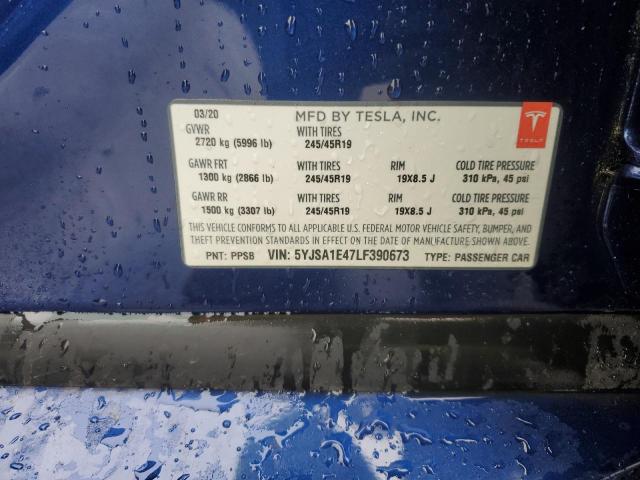 03/20 MFD BY TESLA, INC.
GVWR WITH TIRES
2720 kg (5996 lb) 245/45R19
TESLA
GAWR FRT WITH TIRES RIM COLD TIRE PRESSURE
1300 kg (2866 lb) 245/45R19 19X8.5 J 310 kPa, 45 psi
GAWR RR WITH TIRES RIM COLD TIRE PRESSURE
1500 kg (3307 lb) 245/45R19 19X8.5 J 310 kPa, 45 psi
THIS VEHICLE CONFORMS TO ALL APPLICABLE U.S. FEDERAL MOTOR VEHICLE SAFETY, BUMPER, AND
THEFT PREVENTION STANDARDS IN EFFECT ON THE DATE OF MANUFACTURE SHOWN ABOVE.
PNT: PPSB VIN: 5YJSA1E47LF390673 TYPE: PASSENGER CAR